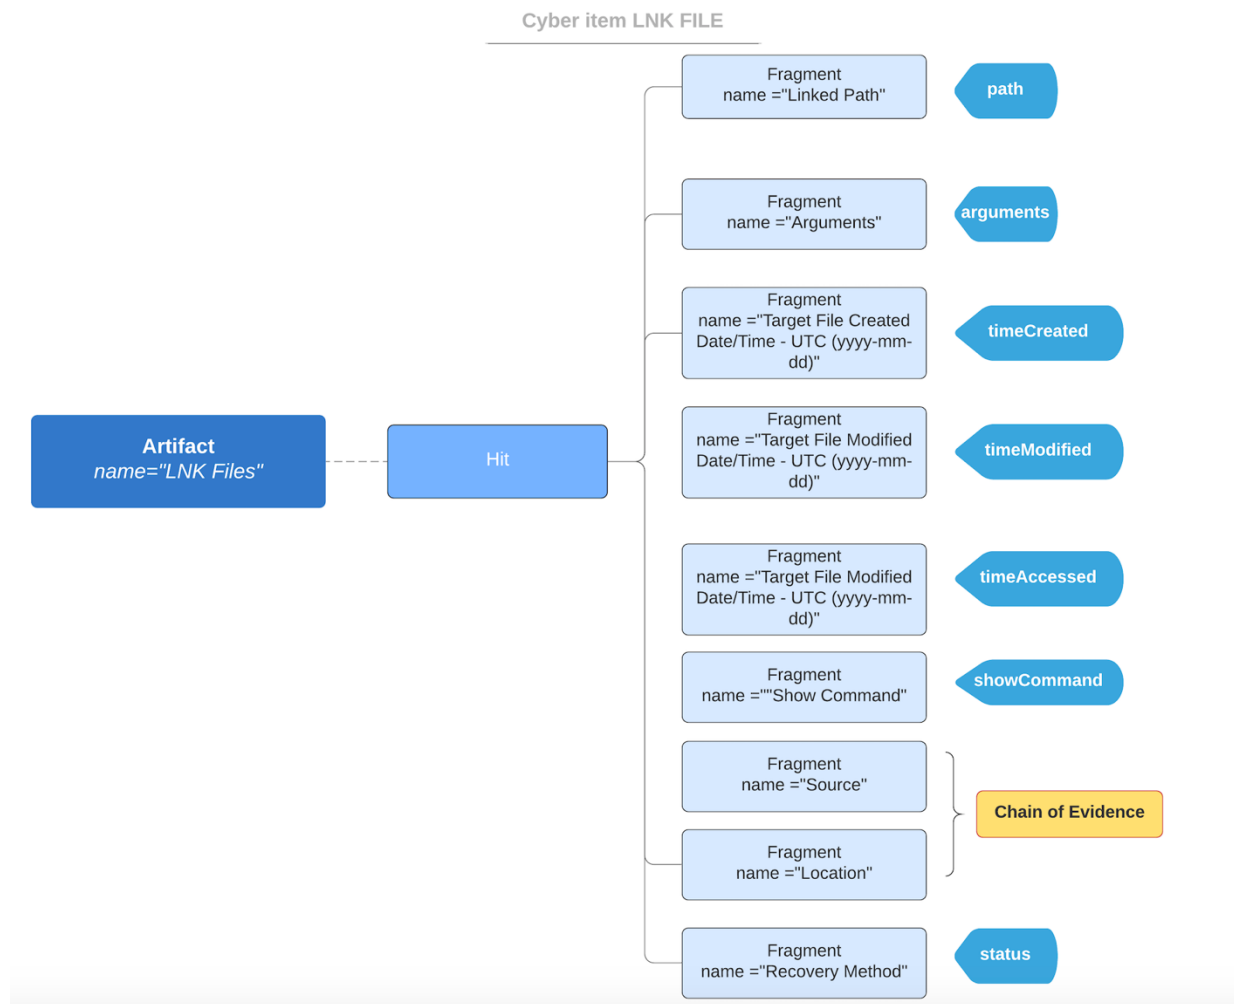 Cyber item LNK FILE
Fragment
name ="Linked Path"
path
Fragment
name ="Arguments"
arguments
Fragment
name ="Target File Created
Date/Time - UTC (yyyy-mm-
dd)"
timeCreated
Fragment
name ="Target File Modified
Date/Time - UTC (yyyy-mm-
dd)"
timeModified
Artifact
name="LNK Files"
Hit
Fragment
name ="Target File Modified
Date/Time - UTC (yyyy-mm-
dd)"
timeAccessed
Fragment
name =""Show Command"
showCommand
Fragment
name ="Source"
Chain of Evidence
Fragment
name ="Location"
Fragment
name ="Recovery Method"
status